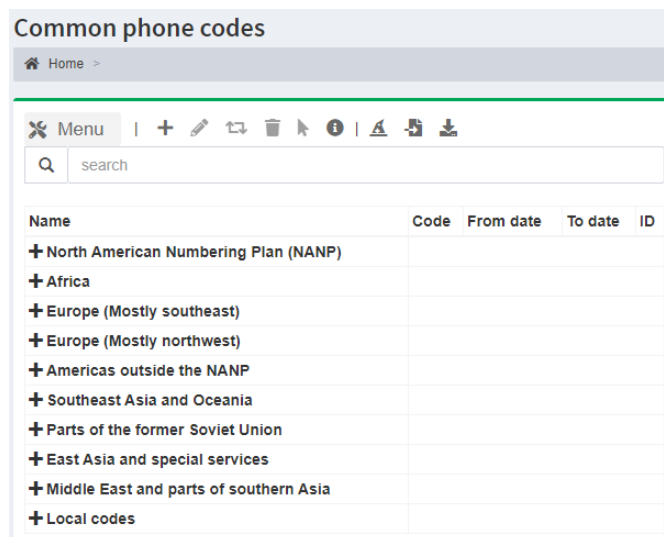 Common phone codes
Home >
Menu | |
search
Name Code From date To date ID
North American Numbering Plan (NANP)
Africa
Europe (Mostly southeast)
Europe (Mostly northwest)
Americas outside the NANP
Southeast Asia and Oceania
Parts of the former Soviet Union
East Asia and special services
Middle East and parts of southern Asia
Local codes